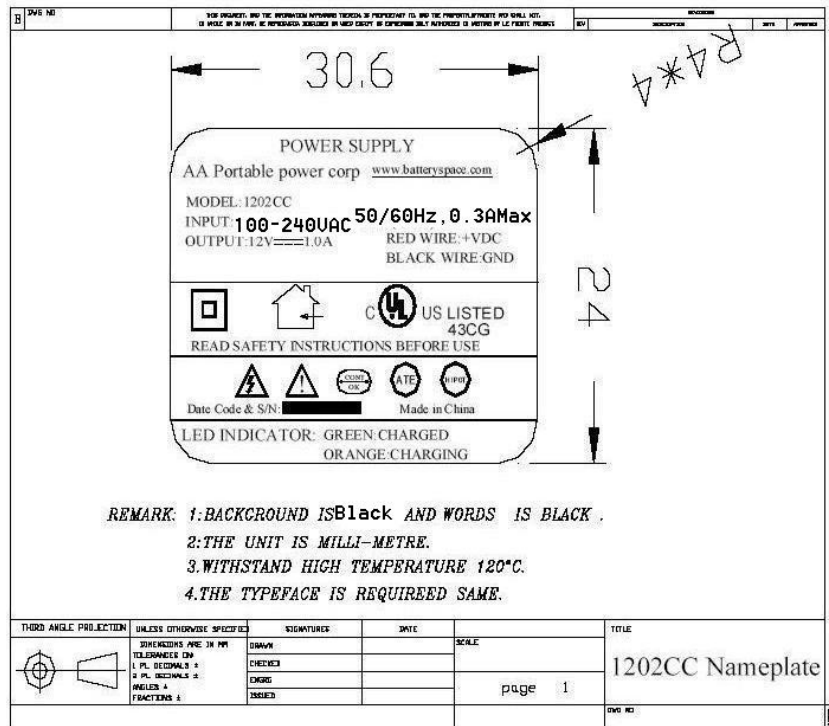 B
DWG NO
REVISIONS
REV DESCRIPTION DATE APPROVED
30.6
R4*4
POWER SUPPLY
AA Portable power corp www.batteryspace.com
MODEL:1202CC
INPUT:100-240VAC 50/60Hz,0.3AMax
OUTPUT:12V 1.0A RED WIRE:+VDC
BLACK WIRE:GND
24
C UL US LISTED
43CG
READ SAFETY INSTRUCTIONS BEFORE USE
CONT OK ATE HIPOT
Date Code & S/N: Made in China
LED INDICATOR: GREEN:CHARGED
ORANGE:CHARGING
REMARK: 1:BACKGROUND ISBlack AND WORDS IS BLACK .
2:THE UNIT IS MILLI-METRE.
3.WITHSTAND HIGH TEMPERATURE 120°C.
4.THE TYPEFACE IS REQUIREED SAME.
THIRD ANGLE PROJECTION
UNLESS OTHERWISE SPECIFIED
DIMENSIONS ARE IN MM
TOLERANCES ON
1 PL DECIMALS ±
2 PL DECIMALS ±
ANGLES ±
FRACTIONS ±
SIGNATURES DATE
DRAWN
CHECKED
ENGRG
ISSUED
SCALE
page 1
TITLE
1202CC Nameplate
DWG NO